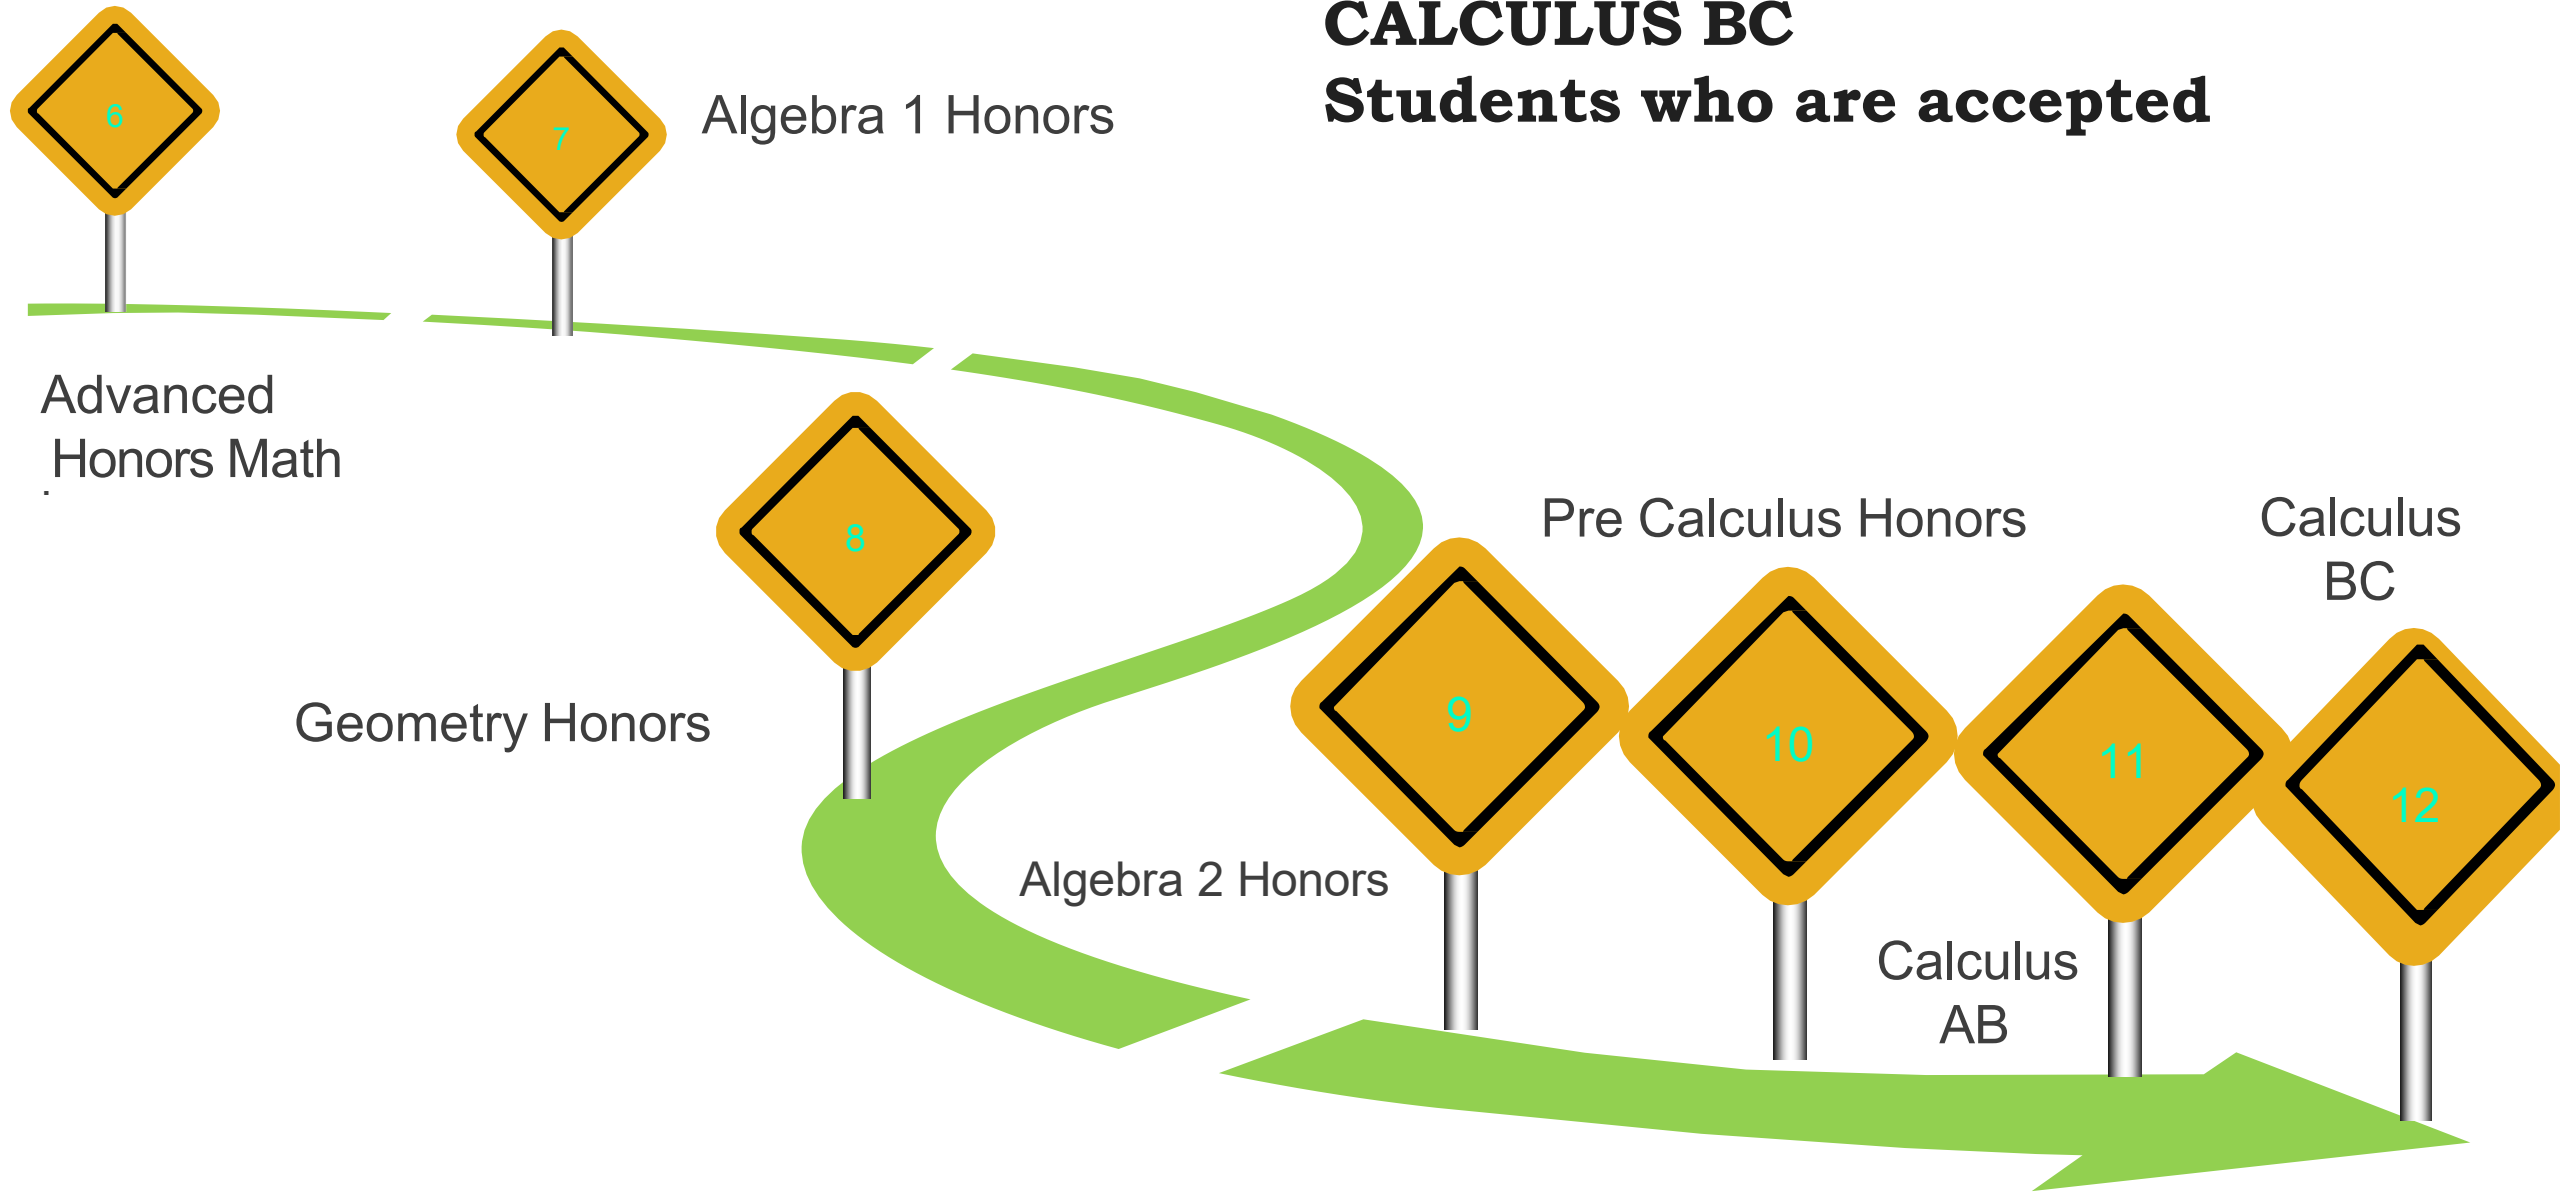 CALCULUS BC
Students who are accepted
6
7
Algebra 1 Honors
Advanced
Honors Math
8
Geometry Honors
Pre Calculus Honors
Calculus
BC
9
10
11
12
Algebra 2 Honors
Calculus
AB